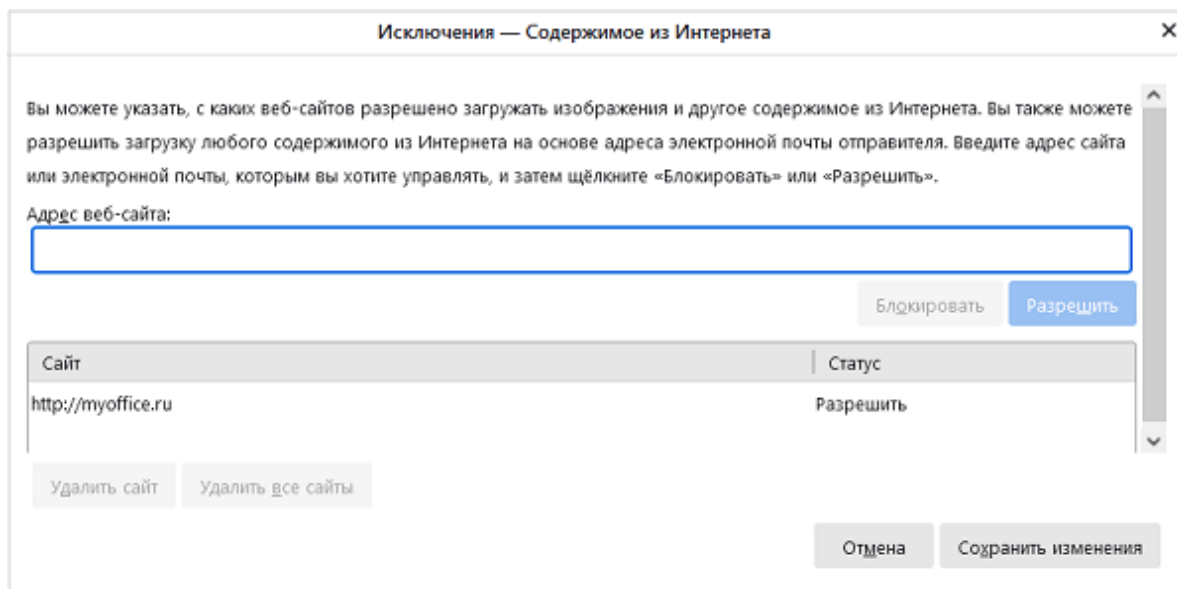 Исключения — Содержимое из Интернета
Вы можете указать, с каких веб-сайтов разрешено загружать изображения и другое содержимое из Интернета. Вы также можете
разрешить загрузку любого содержимого из Интернета на основе адреса электронной почты отправителя. Введите адрес сайта
или электронной почты, которым вы хотите управлять, и затем щёлкните «Блокировать» или «Разрешить».
Адрес веб-сайта:
Блокировать Разрешить
Сайт Статус
http://myoffice.ru Разрешить
Удалить сайт Удалить все сайты
Отмена Сохранить изменения